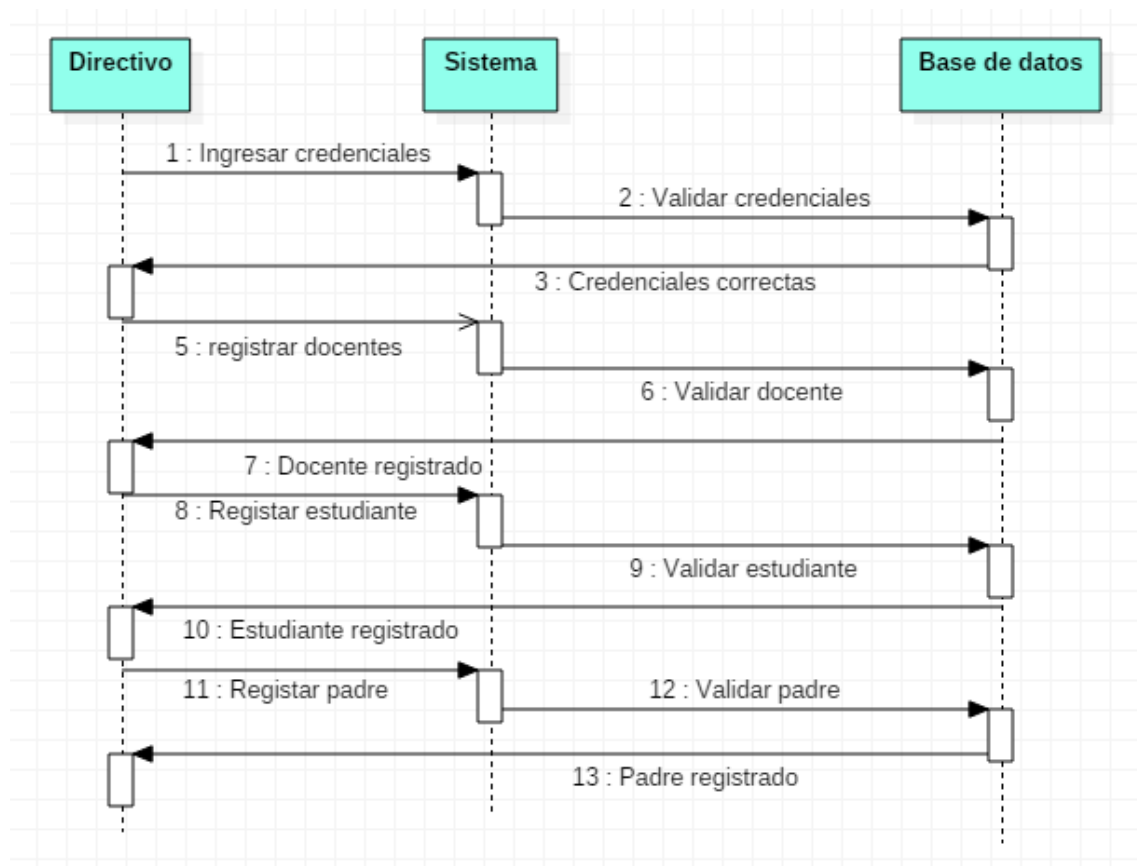 Directivo
Sistema
Base de datos
1 : Ingresar credenciales
2 : Validar credenciales
3 : Credenciales correctas
5 : registrar docentes
6 : Validar docente
7 : Docente registrado
8 : Registar estudiante
9 : Validar estudiante
10 : Estudiante registrado
11 : Registar padre
12 : Validar padre
13 : Padre registrado